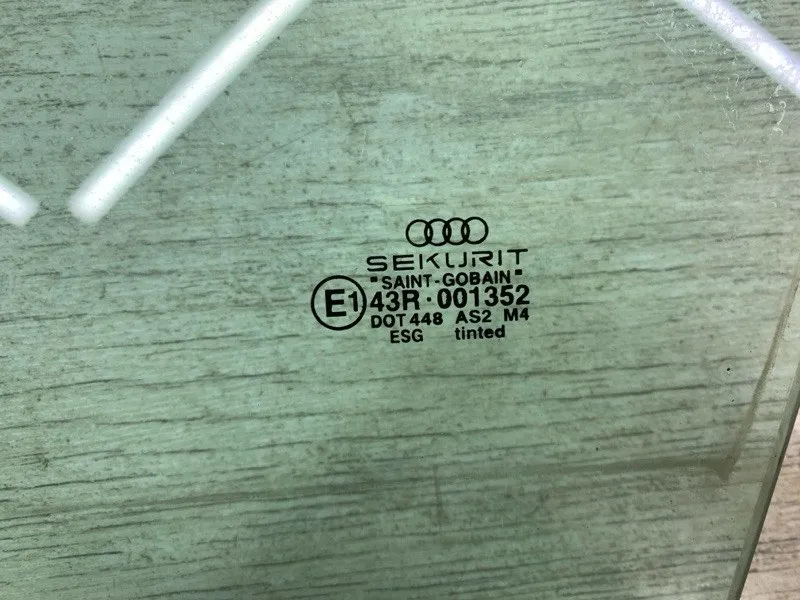 SEKURIT
"SAINT-GOBAIN"
E1 43R·001352
DOT 448 AS2 M4
ESG tinted